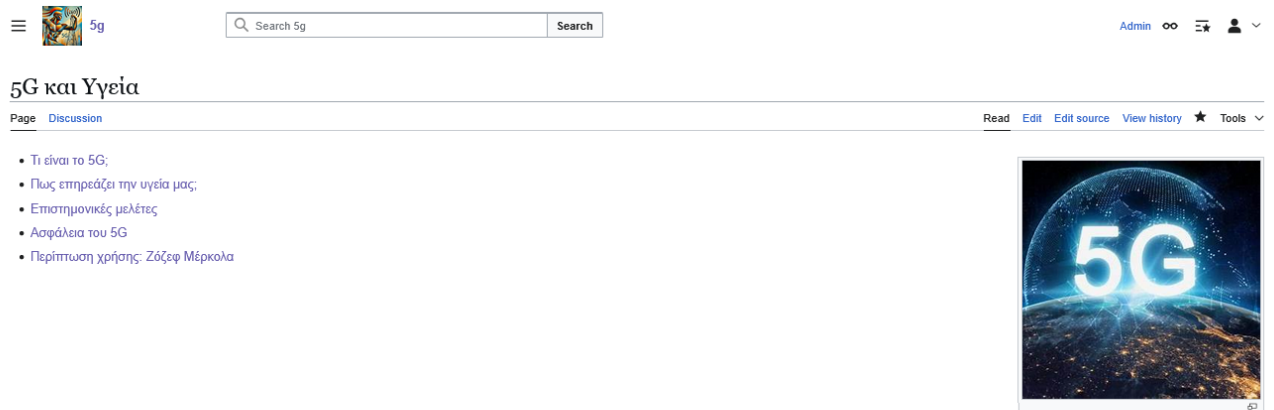 5g
Search 5g
Search
Admin
5G και Υγεία
Page Discussion
Read Edit Edit source View history Tools
Τι είναι το 5G;
Πως επηρεάζει την υγεία μας;
Επιστημονικές μελέτες
Ασφάλεια του 5G
Περίπτωση χρήσης: Ζόζεφ Μέρκολα
5G